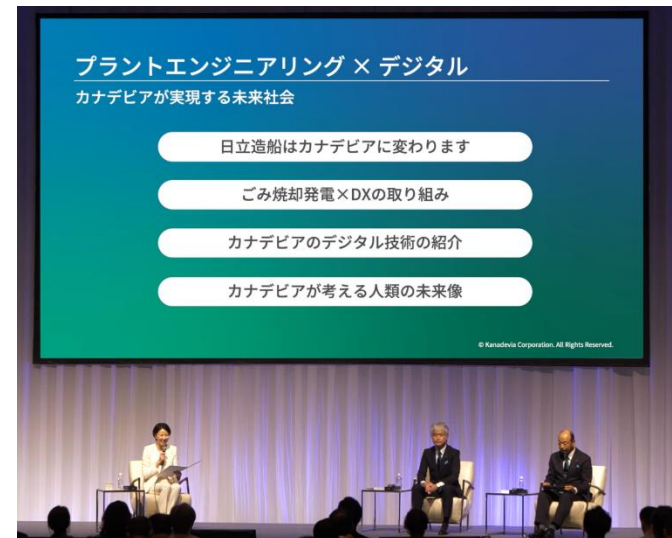 プラントエンジニアリング × デジタル
カナデビアが実現する未来社会
日立造船はカナデビアに変わります
ごみ焼却発電×DXの取り組み
カナデビアのデジタル技術の紹介
カナデビアが考える人類の未来像
© Kanadevia Corporation. All Rights Reserved.